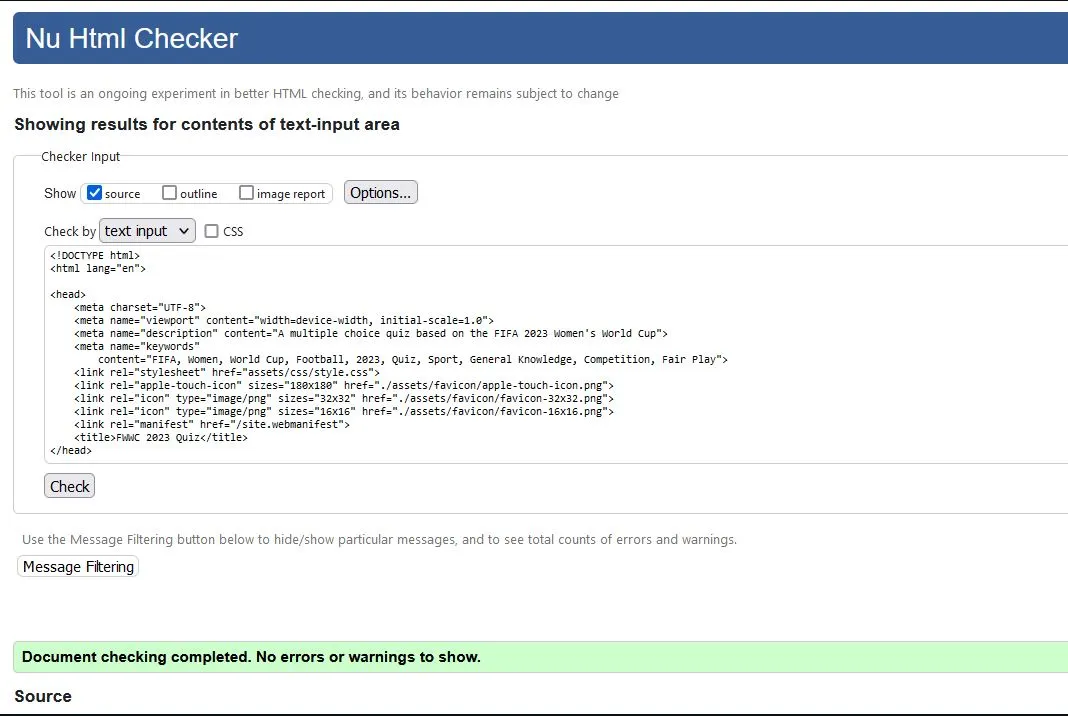 Nu Html Checker
This tool is an ongoing experiment in better HTML checking, and its behavior remains subject to change
Showing results for contents of text-input area
Checker Input
Show source outline image report Options...
Check by text input CSS
<!DOCTYPE html>
<html lang="en">
<head>
<meta charset="UTF-8">
<meta name="viewport" content="width=device-width, initial-scale=1.0">
<meta name="description" content="A multiple choice quiz based on the FIFA 2023 Women's World Cup">
<meta name="keywords"
content="FIFA, Women, World Cup, Football, 2023, Quiz, Sport, General Knowledge, Competition, Fair Play">
<link rel="stylesheet" href="assets/css/style.css">
<link rel="apple-touch-icon" sizes="180x180" href="./assets/favicon/apple-touch-icon.png">
<link rel="icon" type="image/png" sizes="32x32" href="./assets/favicon/favicon-32x32.png">
<link rel="icon" type="image/png" sizes="16x16" href="./assets/favicon/favicon-16x16.png">
<link rel="manifest" href="/site.webmanifest">
<title>FWWC 2023 Quiz</title>
</head>
Check
Use the Message Filtering button below to hide/show particular messages, and to see total counts of errors and warnings.
Message Filtering
Document checking completed. No errors or warnings to show.
Source